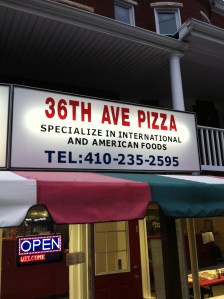 36TH AVE PIZZA
SPECIALIZE IN INTERNATIONAL
AND AMERICAN FOODS
TEL:410-235-2595
OPEN
WELCOME